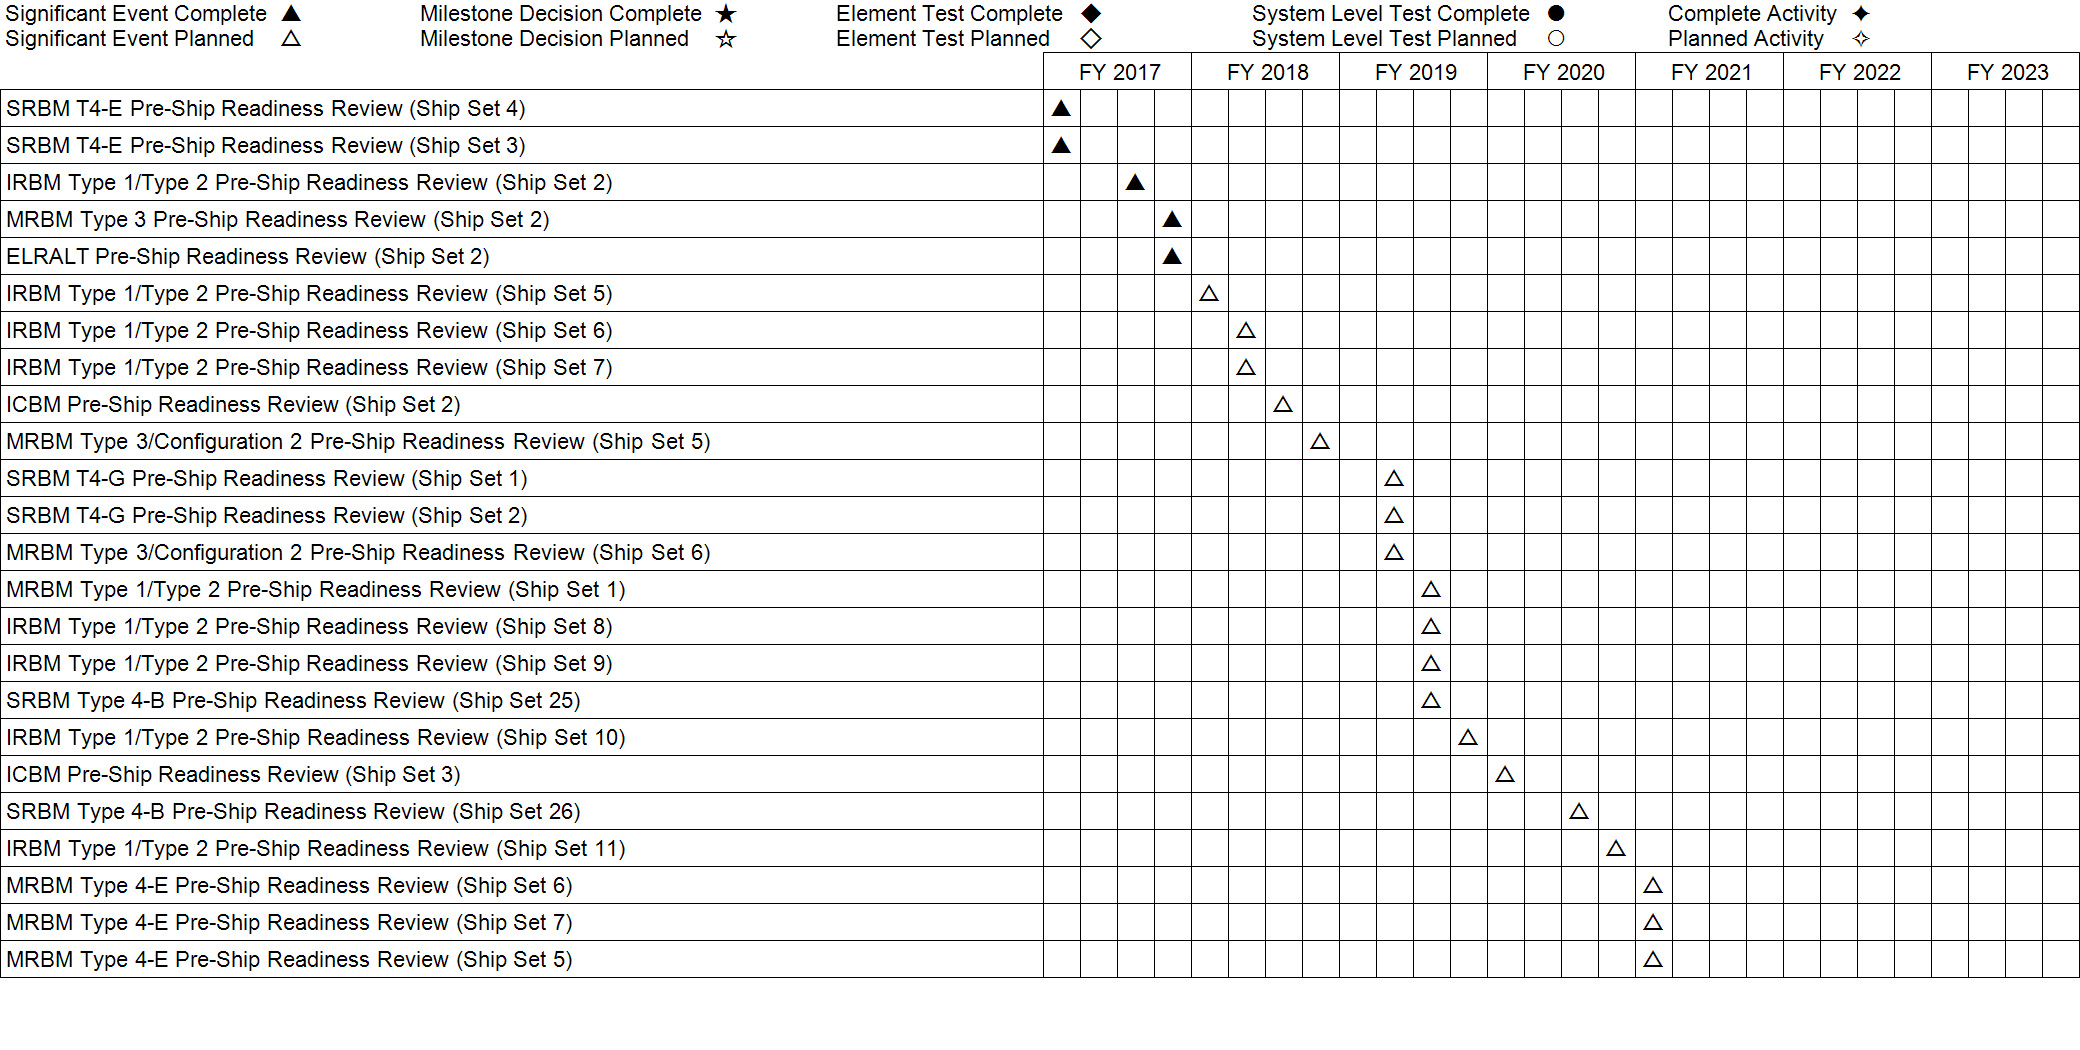 Significant Event Complete ▲ Milestone Decision Complete ★ Element Test Complete ◆ System Level Test Complete ● Complete Activity ✦
Significant Event Planned △ Milestone Decision Planned ☆ Element Test Planned ◇ System Level Test Planned ○ Planned Activity ✧
FY 2017 FY 2018 FY 2019 FY 2020 FY 2021 FY 2022 FY 2023
SRBM T4-E Pre-Ship Readiness Review (Ship Set 4) ▲
SRBM T4-E Pre-Ship Readiness Review (Ship Set 3) ▲
IRBM Type 1/Type 2 Pre-Ship Readiness Review (Ship Set 2) ▲
MRBM Type 3 Pre-Ship Readiness Review (Ship Set 2) ▲
ELRALT Pre-Ship Readiness Review (Ship Set 2) ▲
IRBM Type 1/Type 2 Pre-Ship Readiness Review (Ship Set 5) △
IRBM Type 1/Type 2 Pre-Ship Readiness Review (Ship Set 6) △
IRBM Type 1/Type 2 Pre-Ship Readiness Review (Ship Set 7) △
ICBM Pre-Ship Readiness Review (Ship Set 2) △
MRBM Type 3/Configuration 2 Pre-Ship Readiness Review (Ship Set 5) △
SRBM T4-G Pre-Ship Readiness Review (Ship Set 1) △
SRBM T4-G Pre-Ship Readiness Review (Ship Set 2) △
MRBM Type 3/Configuration 2 Pre-Ship Readiness Review (Ship Set 6) △
MRBM Type 1/Type 2 Pre-Ship Readiness Review (Ship Set 1) △
IRBM Type 1/Type 2 Pre-Ship Readiness Review (Ship Set 8) △
IRBM Type 1/Type 2 Pre-Ship Readiness Review (Ship Set 9) △
SRBM Type 4-B Pre-Ship Readiness Review (Ship Set 25) △
IRBM Type 1/Type 2 Pre-Ship Readiness Review (Ship Set 10) △
ICBM Pre-Ship Readiness Review (Ship Set 3) △
SRBM Type 4-B Pre-Ship Readiness Review (Ship Set 26) △
IRBM Type 1/Type 2 Pre-Ship Readiness Review (Ship Set 11) △
MRBM Type 4-E Pre-Ship Readiness Review (Ship Set 6) △
MRBM Type 4-E Pre-Ship Readiness Review (Ship Set 7) △
MRBM Type 4-E Pre-Ship Readiness Review (Ship Set 5) △